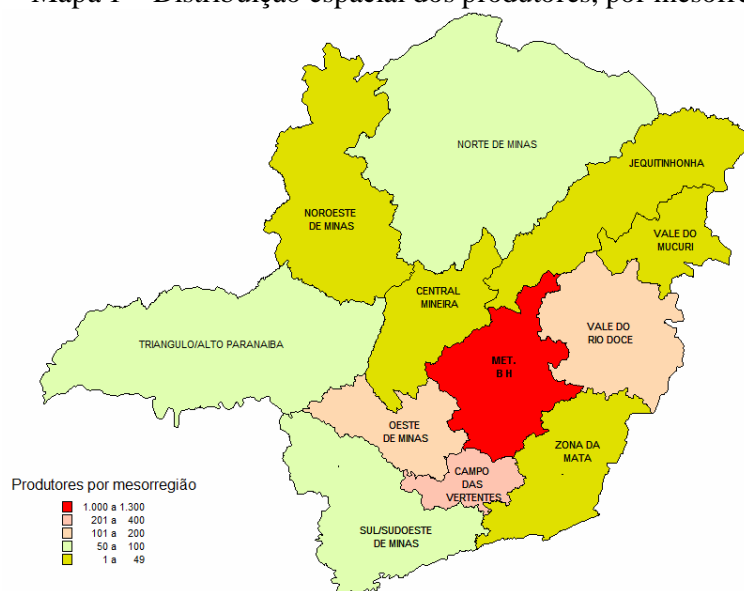 Mapa 1 – Distribuição espacial dos produtores, por mesorre
NORTE DE MINAS
JEQUITINHONHA
NOROESTE
DE MINAS
VALE DO
MUCURI
CENTRAL
MINEIRA
TRIANGULO/ALTO PARANAIBA
VALE DO
RIO DOCE
MET.
B H
OESTE
DE MINAS
ZONA DA
MATA
CAMPO
DAS
VERTENTES
SUL/SUDOESTE
DE MINAS
Produtores por mesorregião
1.000 a 1.300
201 a 400
101 a 200
50 a 100
1 a 49